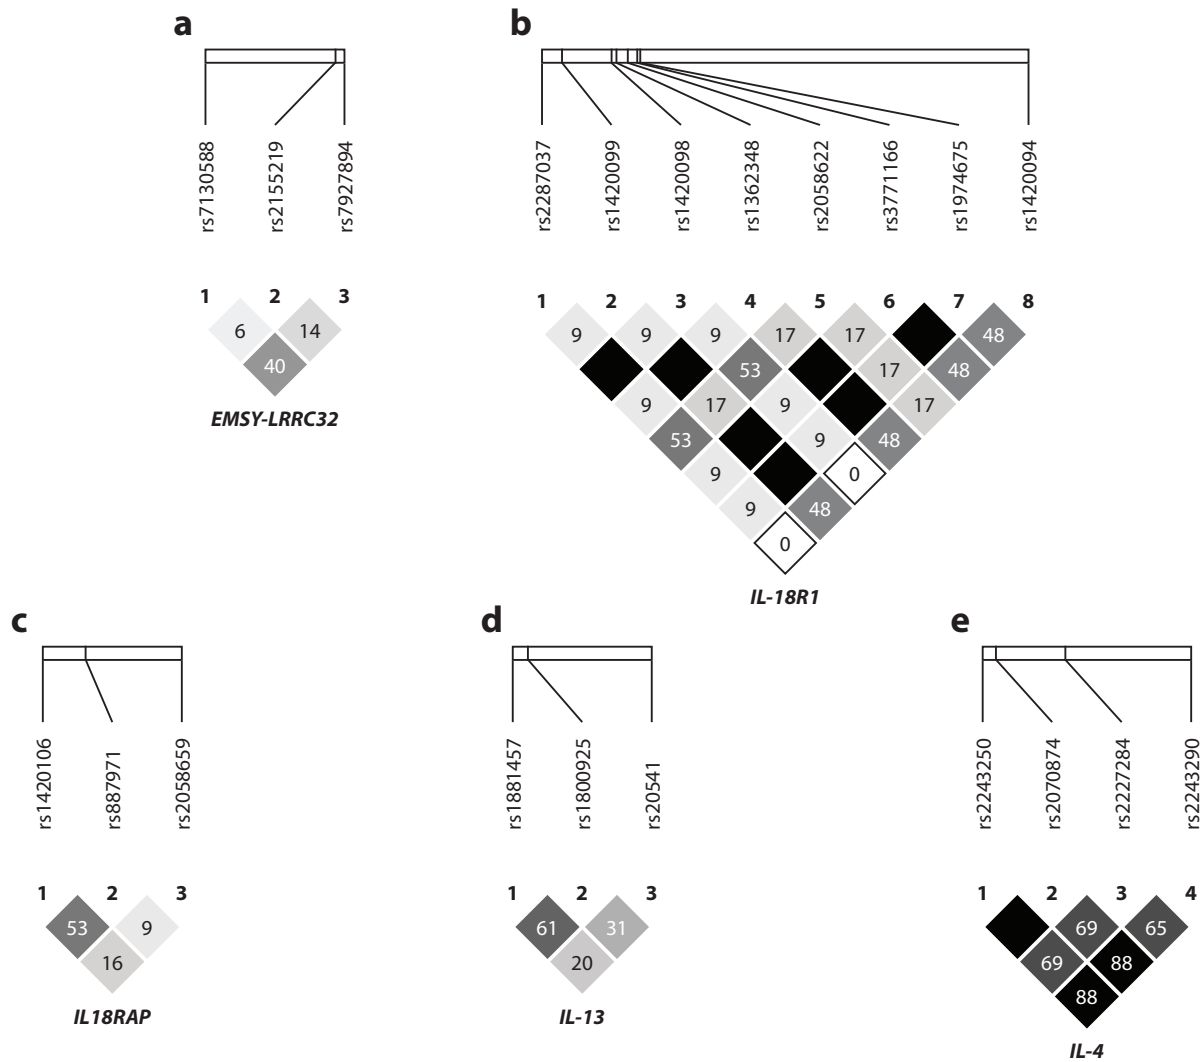 a
b
rs7130588
rs2155219
rs7927894
rs2287037
rs1420099
rs1420098
rs1362348
rs2058622
rs3771166
rs1974675
rs1420094
1 2 3
6 14
40
EMSY-LRRC32
1 2 3 4 5 6 7 8
9 9 9 17 17 48
53 17 48
9 17 9 17
53 9 48
9 0
9 48
0
IL-18R1
c
d
e
rs1420106
rs887971
rs2058659
rs1881457
rs1800925
rs20541
rs2243250
rs2070874
rs2227284
rs2243290
1 2 3
53 9
16
IL18RAP
1 2 3
61 31
20
IL-13
1 2 3 4
69 65
69 88
88
IL-4